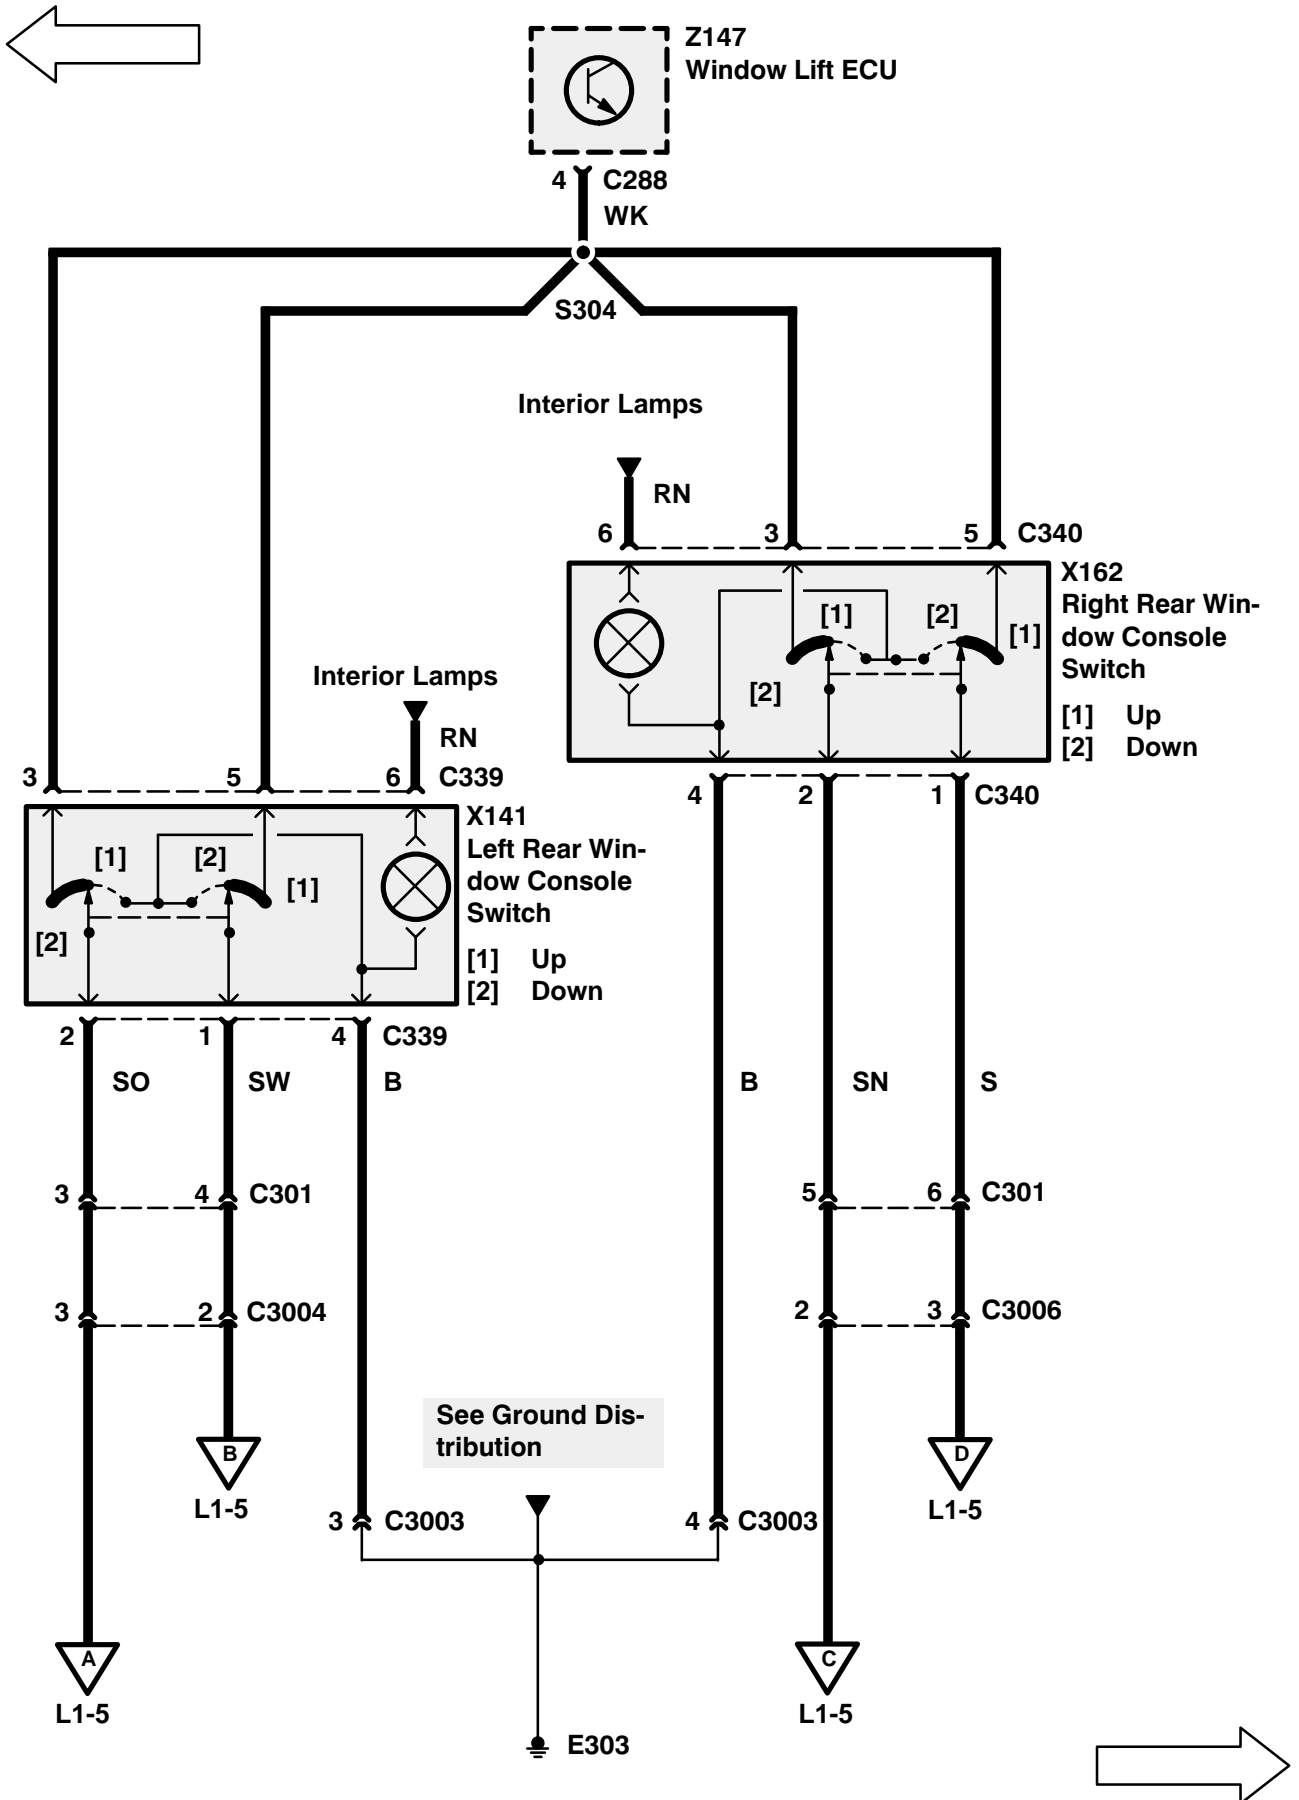 Z147
Window Lift ECU
4
C288
WK
S304
Interior Lamps
RN
6
3
5
C340
X162
Right Rear Win-
dow Console
Switch
[1] Up
[2] Down
[1]
[2]
[1]
[2]
Interior Lamps
RN
3
5
6
C339
4
2
1
C340
X141
Left Rear Win-
dow Console
Switch
[1] Up
[2] Down
[1]
[2]
[1]
[2]
2
1
4
C339
SO
SW
B
B
SN
S
3
4
C301
5
6
C301
3
2
C3004
2
3
C3006
See Ground Dis-
tribution
B
L1-5
D
L1-5
3
C3003
4
C3003
A
L1-5
C
L1-5
E303